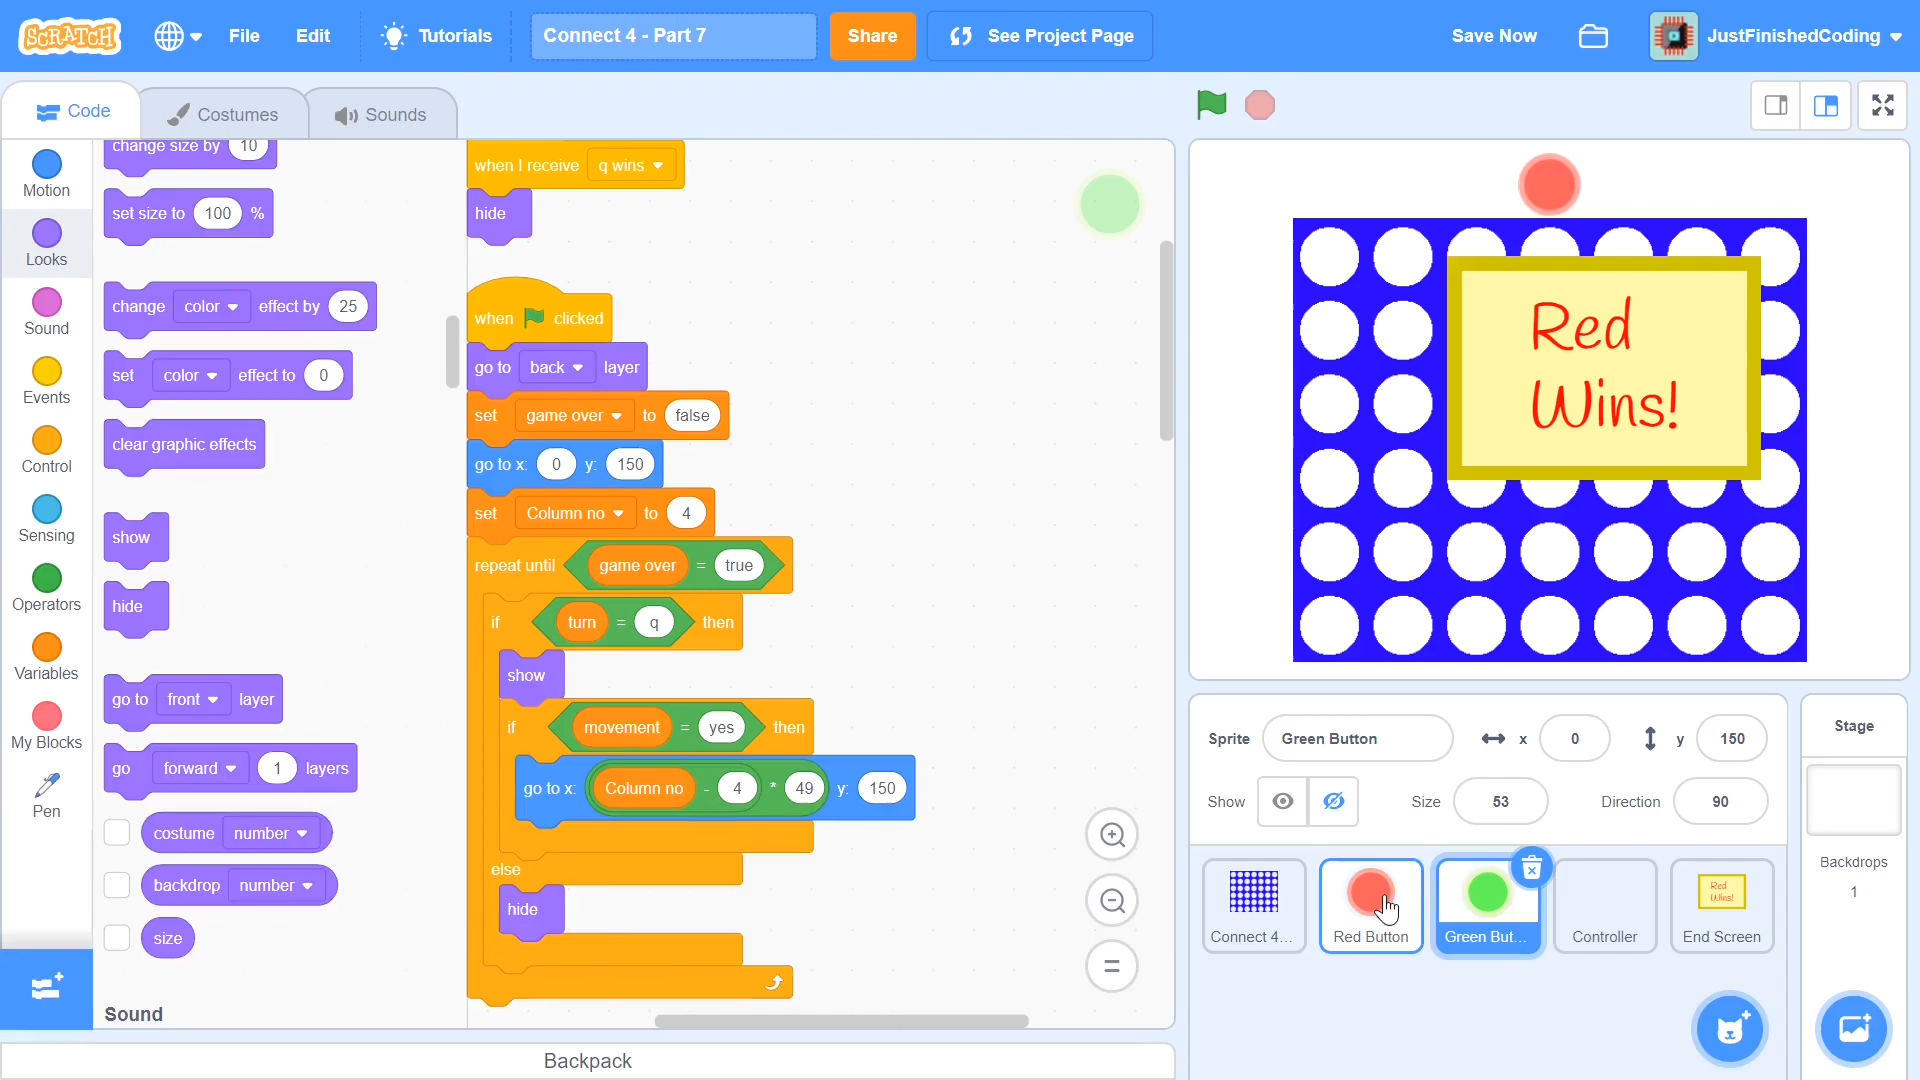 SCRATCH
File
Edit
Tutorials
Connect 4 - Part 7
Share
See Project Page
Save Now
JustFinishedCoding
Code
Costumes
Sounds
Motion
Looks
Sound
Events
Control
Sensing
Operators
Variables
My Blocks
Pen
change size by 10
set size to 100 %
change color effect by 25
set color effect to 0
clear graphic effects
show
hide
go to front layer
go forward 1 layers
costume number
backdrop number
size
Sound
when I receive q wins
hide
when clicked
go to back layer
set game over to false
go to x: 0 y: 150
set Column no to 4
repeat until game over = true
if turn = q then
show
if movement = yes then
go to x: Column no - 4 * 49 y: 150
else
hide
Backpack
Red
Wins!
Sprite Green Button x 0 y 150
Show Size 53 Direction 90
Connect 4...
Red Button
Green But...
Controller
Red
Wins!
End Screen
Stage
Backdrops
1